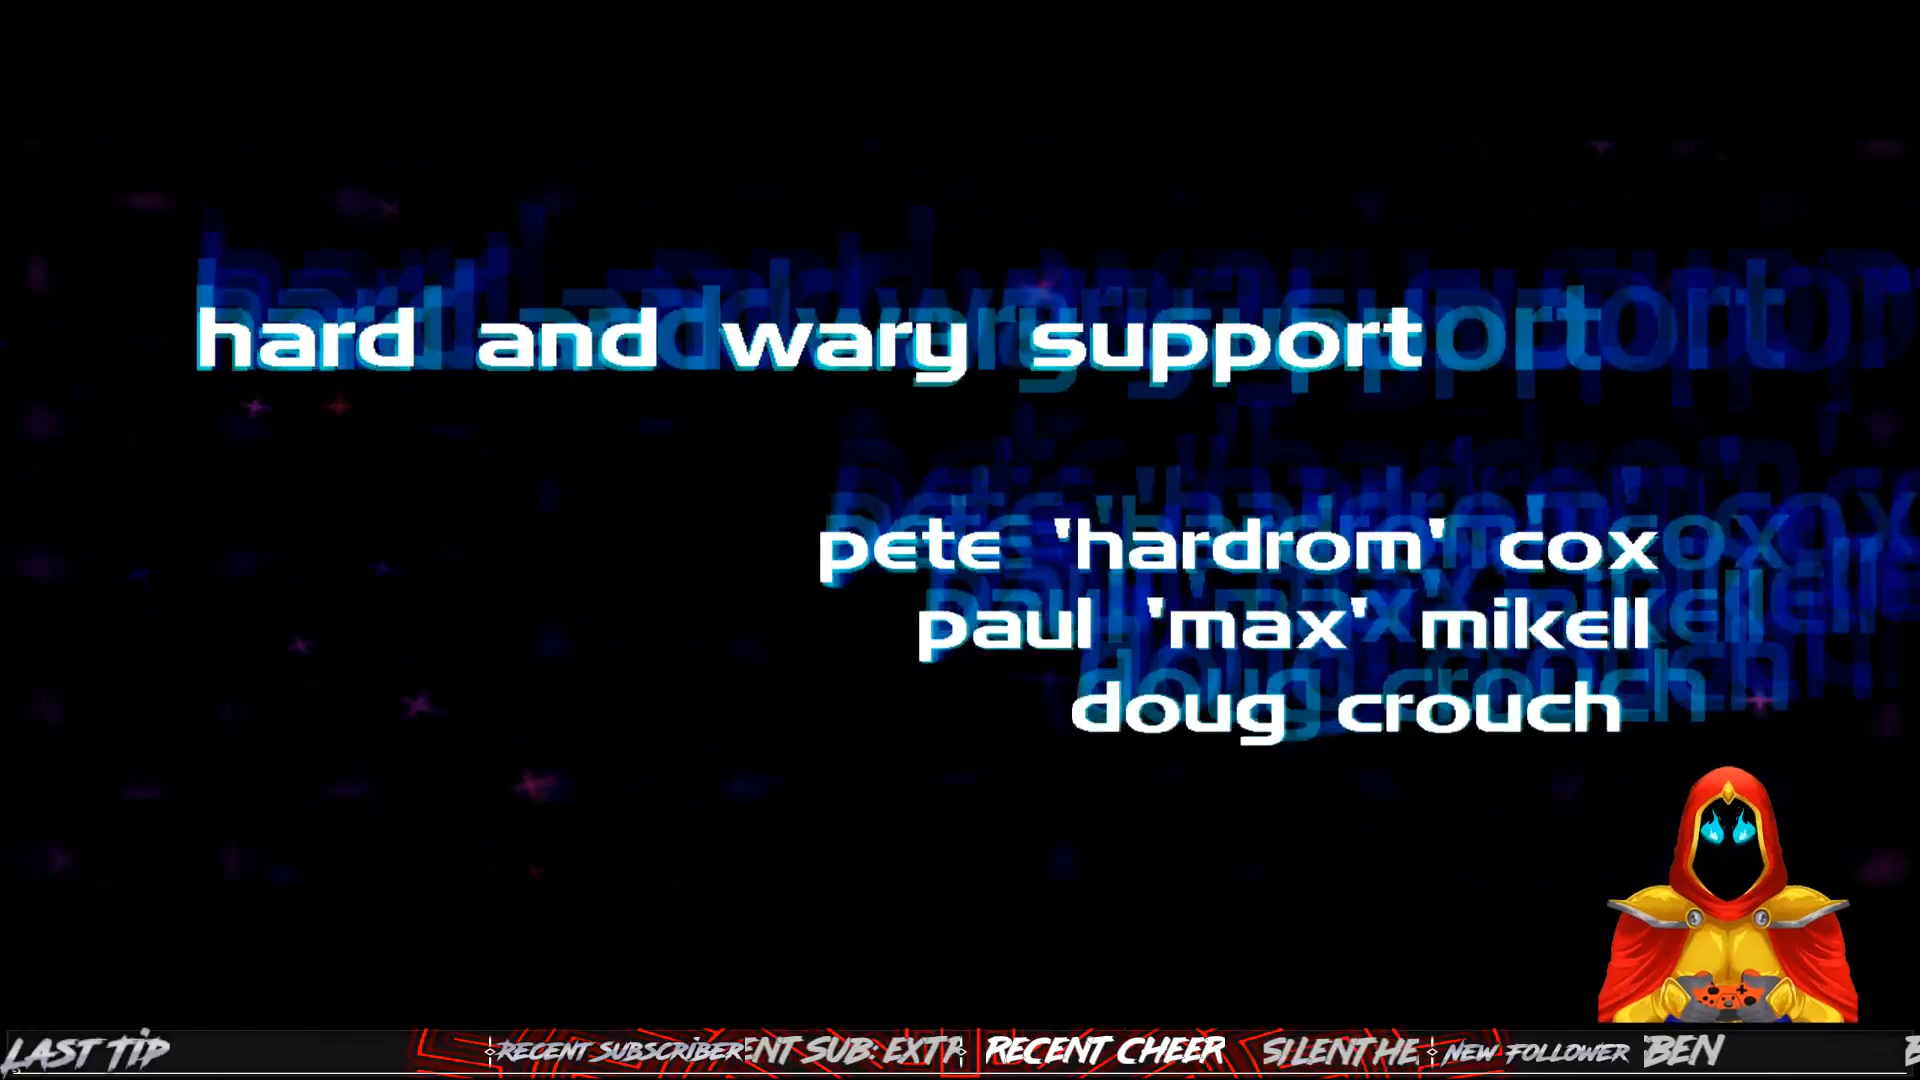 hard and wary support
pete 'hardrom' cox
paul 'max' mikell
doug crouch
LAST TIP
RECENT SUBSCRIBER
RECENT CHEER
NEW FOLLOWER BEN